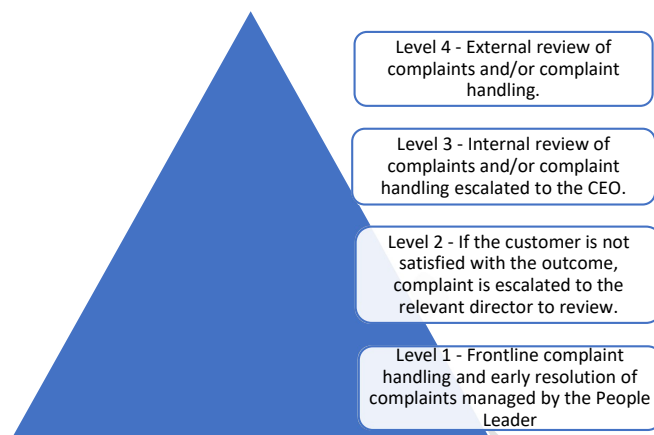 Level 4 - External review of
complaints and/or complaint
handling.
Level 3 - Internal review of
complaints and/or complaint
handling escalated to the CEO.
Level 2 - If the customer is not
satisfied with the outcome,
complaint is escalated to the
relevant director to review.
Level 1 - Frontline complaint
handling and early resolution of
complaints managed by the People
Leader